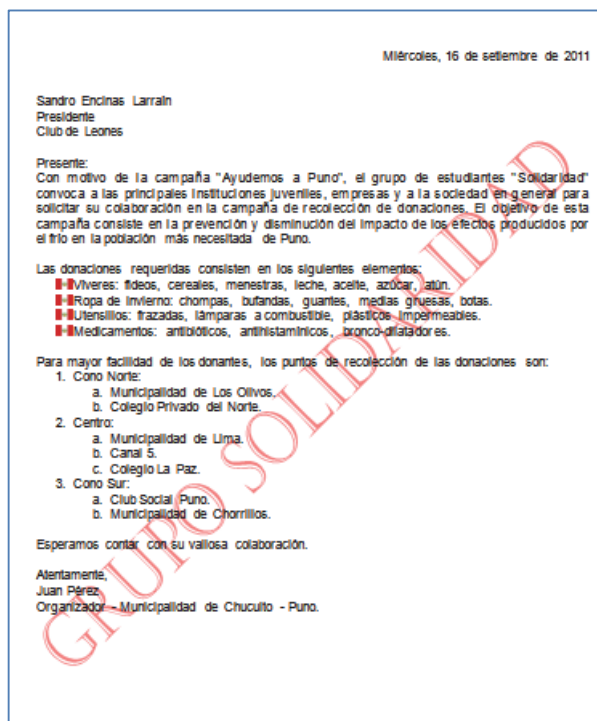 Miércoles, 16 de setiembre de 2011
Sandro Encinas Larrain
Presidente
Club de Leones
Presente:
Con motivo de la campaña "Ayudemos a Puno", el grupo de estudiantes "Solidaridad"
convoca a las principales instituciones juveniles, empresas y a la sociedad en general para
solicitar su colaboración en la campaña de recolección de donaciones. El objetivo de esta
campaña consiste en la prevención y disminución del impacto de los efectos producidos por
el frío en la población más necesitada de Puno.
Las donaciones requeridas consisten en los siguientes elementos:
Víveres: fideos, cereales, menestras, leche, aceite, azúcar, atún.
Ropa de invierno: chompas, bufandas, guantes, medias gruesas, botas.
Utensilios: frazadas, lámparas a combustible, plásticos impermeables.
Medicamentos: antibióticos, antihistamínicos, bronco-dilatadores.
Para mayor facilidad de los donantes, los puntos de recolección de las donaciones son:
1. Cono Norte:
a. Municipalidad de Los Olivos.
b. Colegio Privado del Norte.
2. Centro:
a. Municipalidad de Lima.
b. Canal 5.
c. Colegio La Paz.
3. Cono Sur:
a. Club Social Puno.
b. Municipalidad de Chorrillos.
Esperamos contar con su valiosa colaboración.
Atentamente,
Juan Pérez
Organizador - Municipalidad de Chucuito - Puno.
GRUPO SOLIDARIDAD